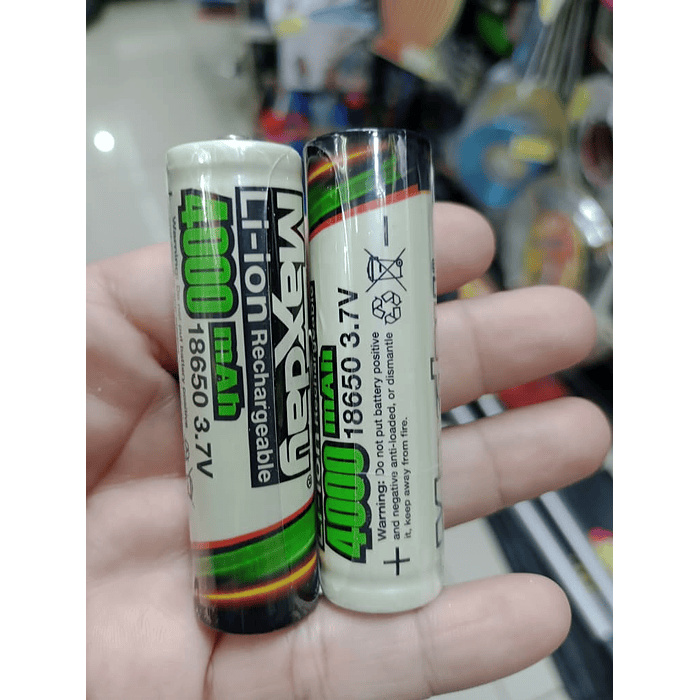 Maxday®
Li-ion Rechargeable
4000 mAh
18650 3.7V
4000 mAh
18650 3.7V
Warning: Do not put battery positive
and negative anti-loaded, or dismantle
it, keep away from fire.
+
−